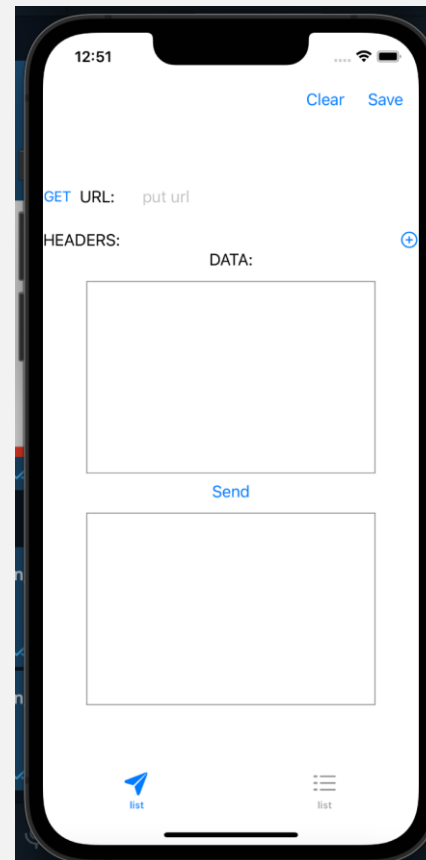 12:51
Clear Save
GET URL: put url
HEADERS:
DATA:
Send
list list
n
n